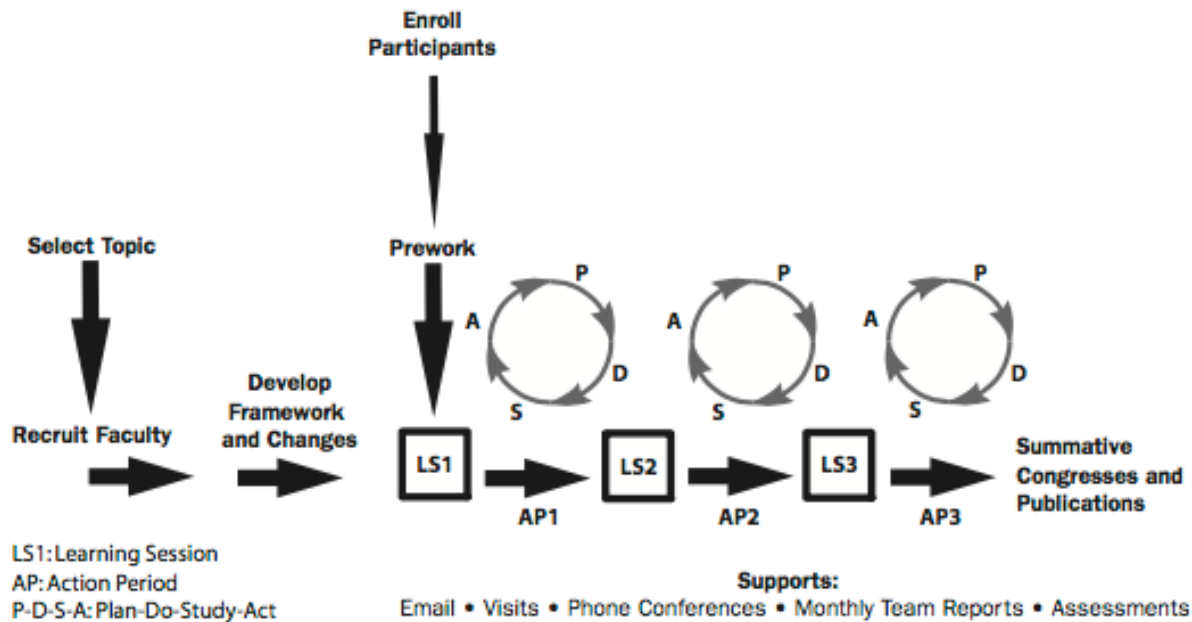 Enroll
Participants
Select Topic
Prework
P
A
D
S
P
A
D
S
P
A
D
S
Recruit Faculty
Develop
Framework
and Changes
LS1
LS2
LS3
AP1
AP2
AP3
Summative
Congresses and
Publications
LS1: Learning Session
AP: Action Period
P-D-S-A: Plan-Do-Study-Act
Supports:
Email • Visits • Phone Conferences • Monthly Team Reports • Assessments